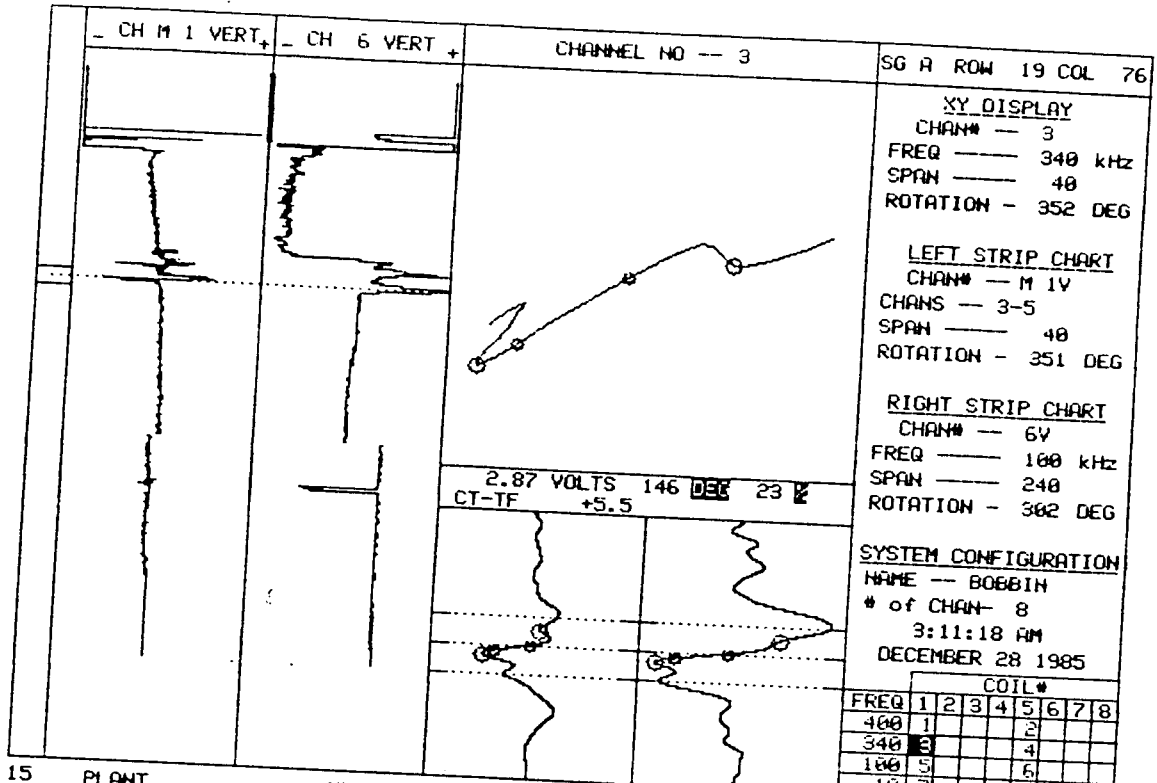 _ CH M 1 VERT +
_ CH 6 VERT +
CHANNEL NO -- 3
SG A ROW 19 COL 76
XY DISPLAY
CHAN# -- 3
FREQ —— 340 kHz
SPAN —— 40
ROTATION - 352 DEG
LEFT STRIP CHART
CHAN# -- M 1V
CHANS -- 3-5
SPAN —— 40
ROTATION - 351 DEG
RIGHT STRIP CHART
CHAN# -- 6V
FREQ —— 100 kHz
SPAN —— 240
ROTATION - 302 DEG
2.87 VOLTS 146 DEG 23 %
CT-TF +5.5
SYSTEM CONFIGURATION
NAME -- BOBBIN
# of CHAN- 8
3:11:18 AM
DECEMBER 28 1985
COIL#
FREQ 1 2 3 4 5 6 7 8
400 1 2
340 3 4
100 5 6
15 PLANT